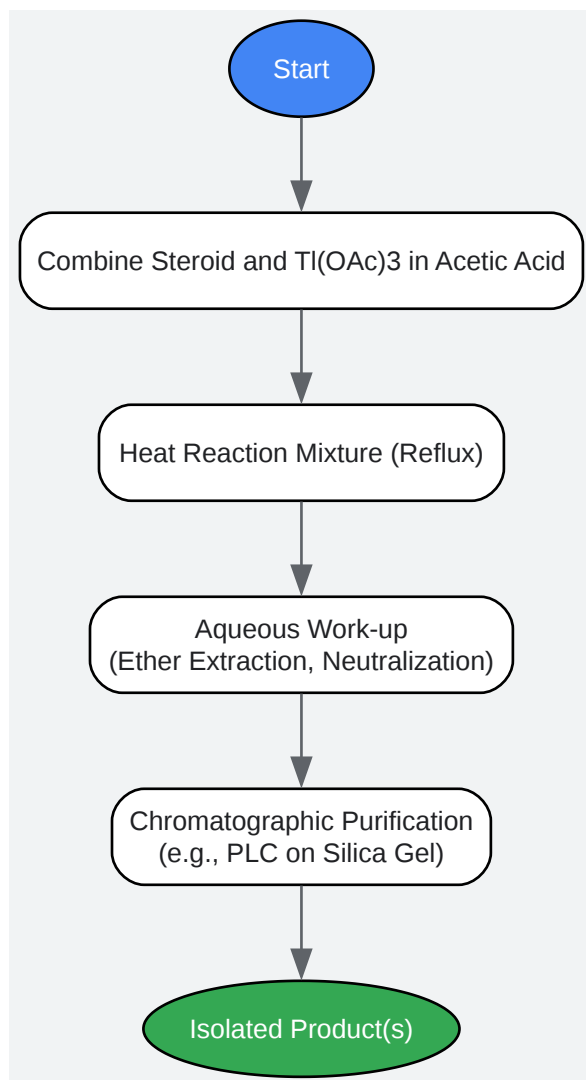 Start
Combine Steroid and Tl(OAc)3 in Acetic Acid
Heat Reaction Mixture (Reflux)
Aqueous Work-up
(Ether Extraction, Neutralization)
Chromatographic Purification
(e.g., PLC on Silica Gel)
Isolated Product(s)